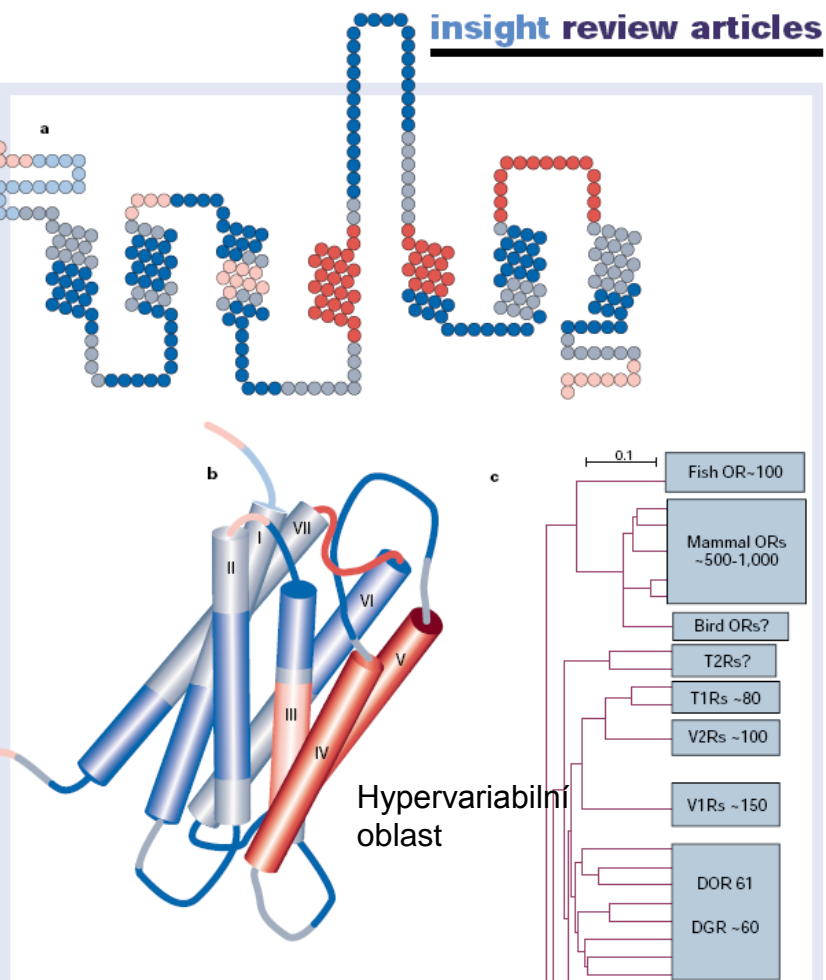 insight review articles
a
b
I
II
VII
VI
V
III
IV
Hypervariabilní
oblast
c
0.1
Fish OR~100
Mammal ORs
~500-1,000
Bird ORs?
T2Rs?
T1Rs ~80
V2Rs ~100
V1Rs ~150
DOR 61
DGR ~60